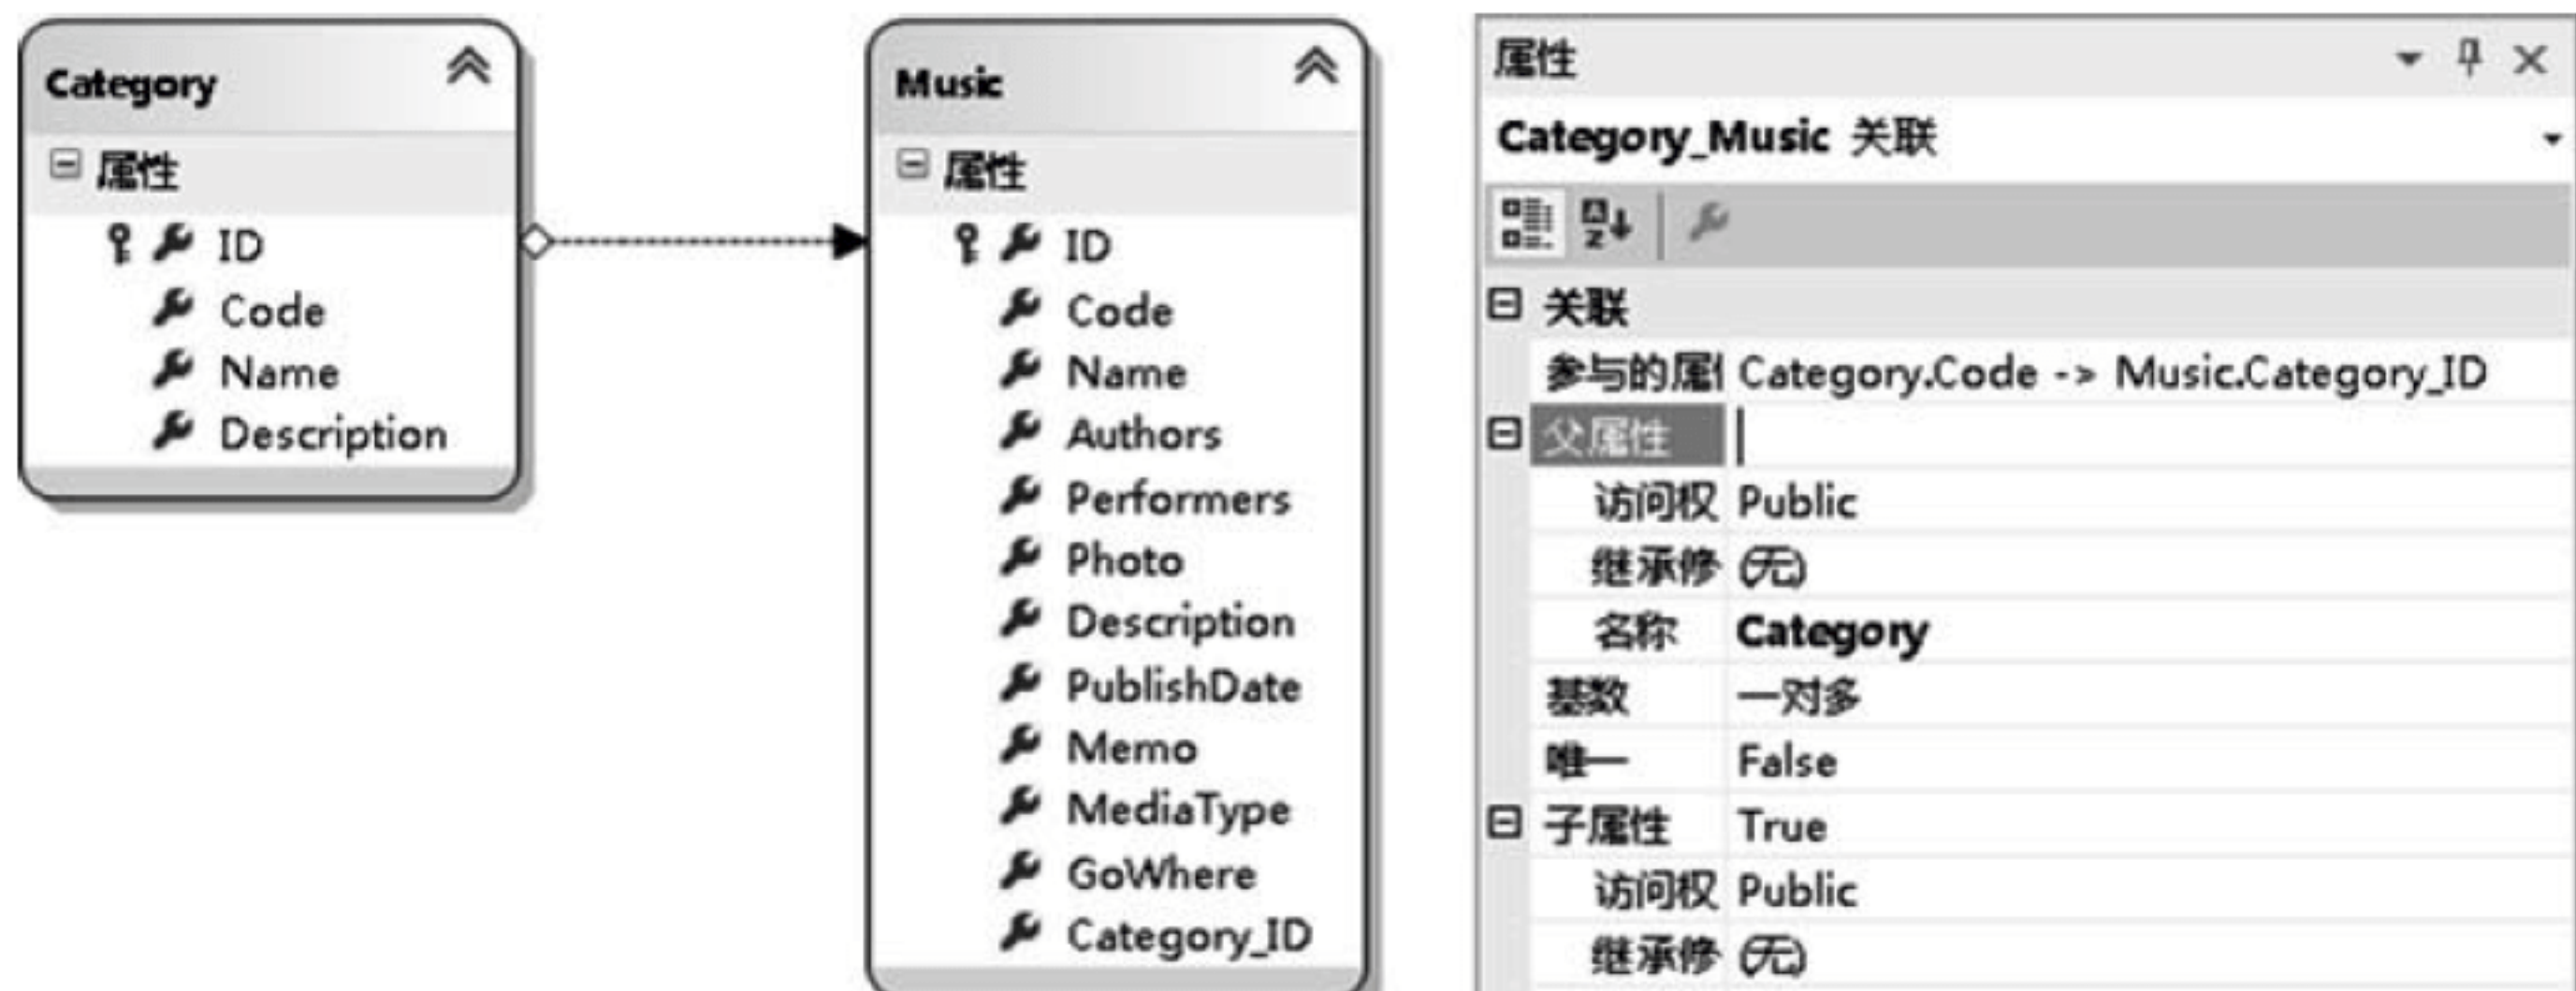 Category
属性
ID
Code
Name
Description
Music
属性
ID
Code
Name
Authors
Performers
Photo
Description
PublishDate
Memo
MediaType
GoWhere
Category_ID
属性
Category_Music 关联
关联
参与的属性 Category.Code -> Music.Category_ID
父属性
访问权 Public
继承修 (无)
名称 Category
基数 一对多
唯一 False
子属性 True
访问权 Public
继承修 (无)